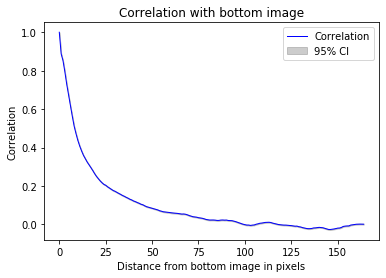 Correlation with bottom image
Correlation
95% CI
1.0
0.8
0.6
0.4
0.2
0.0
Correlation
0
25
50
75
100
125
150
Distance from bottom image in pixels